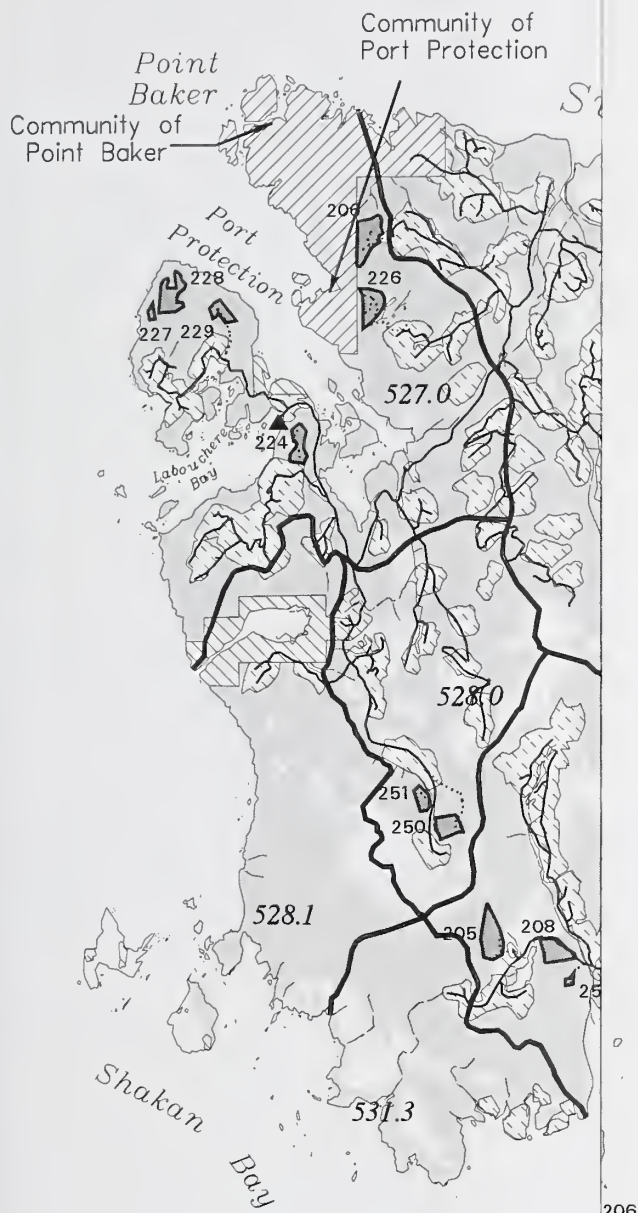 Community of
Port Protection
Point
Baker
Community of
Point Baker
Port
Protection
206
226
228
227
229
527.0
224
Labouchere
Bay
528.0
251
250
528.1
205
208
531.3
Shakan
Bay
206